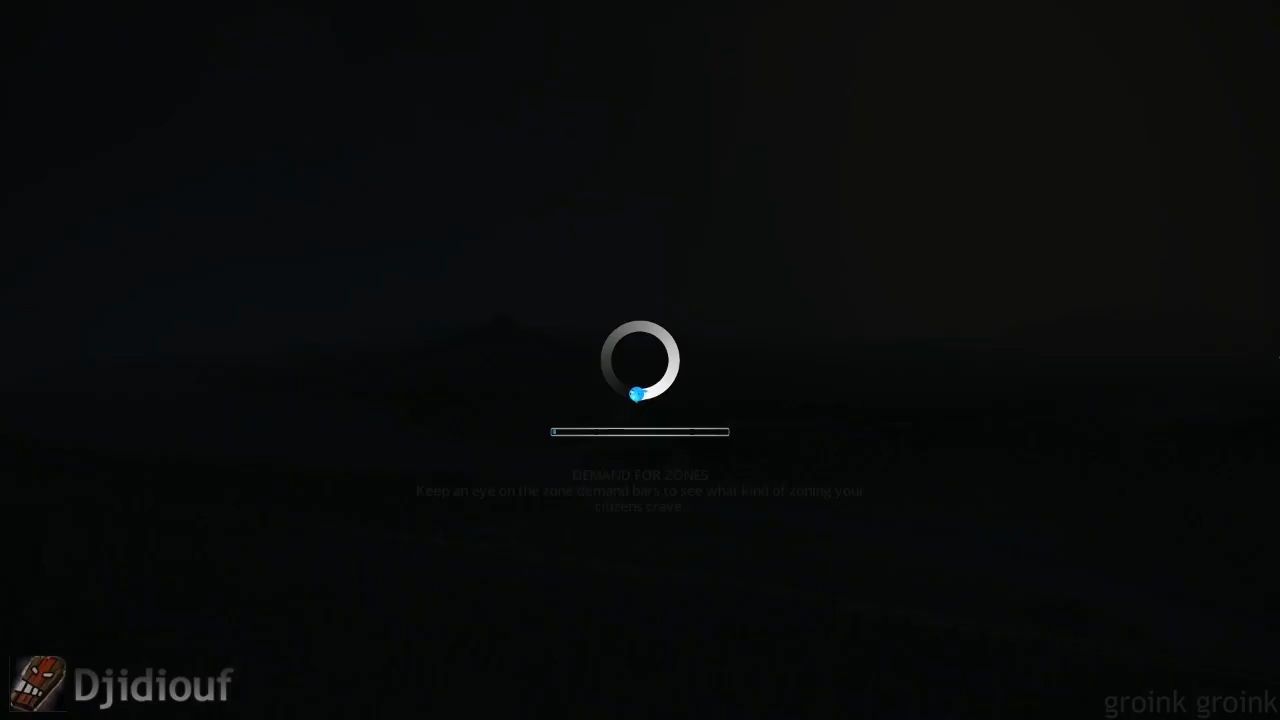 DEMAND FOR ZONES
Keep an eye on the zone demand bars to see what kind of zoning your
citizens crave.
Djidiouf
groink groink